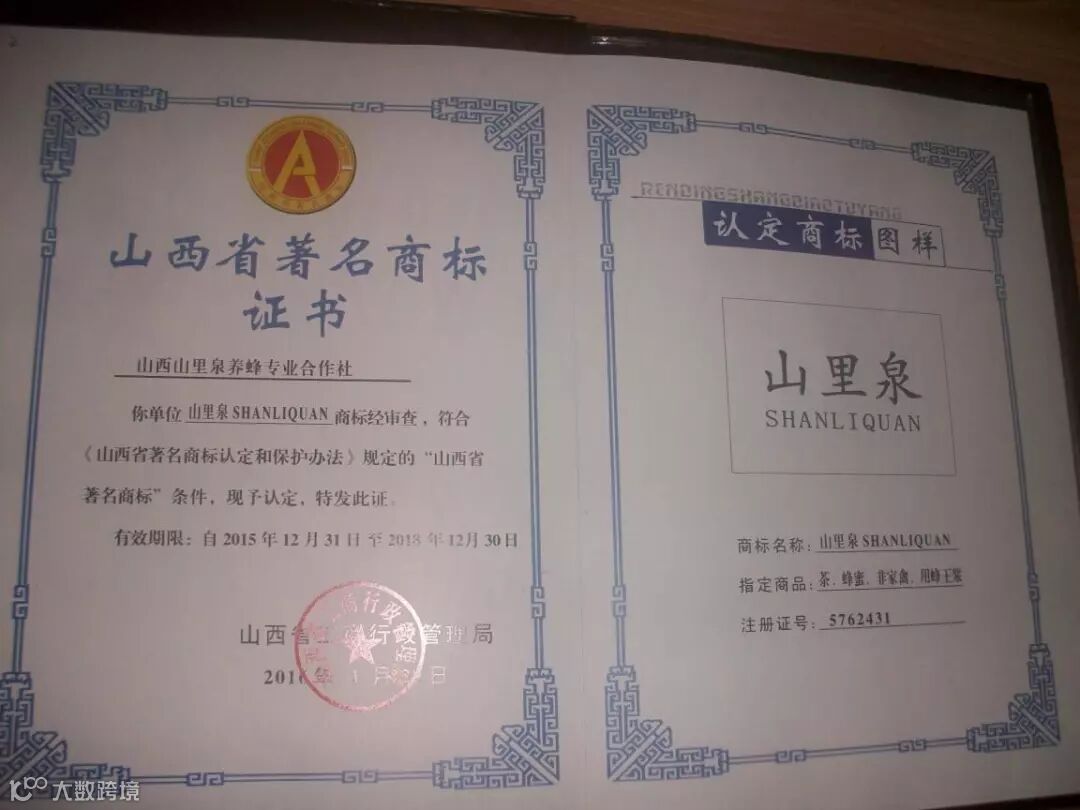 山西省著名商标
证书
山西山里泉养蜂专业合作社
你单位 山里泉 SHANLIQUAN 商标经审查，符合
《山西省著名商标认定和保护办法》规定的“山西省
著名商标”条件，现予认定，特发此证。
有效期限：自 2015 年 12 月 31 日 至 2018 年 12 月 30 日
山西省工商行政管理局
RENDINGSHANGBIAOTUYANG
认定商标图样
山里泉
SHANLIQUAN
商标名称：山里泉 SHANLIQUAN
指定商品：茶、蜂蜜、非家禽、用蜂王浆
注册证号：5762431
大数跨境